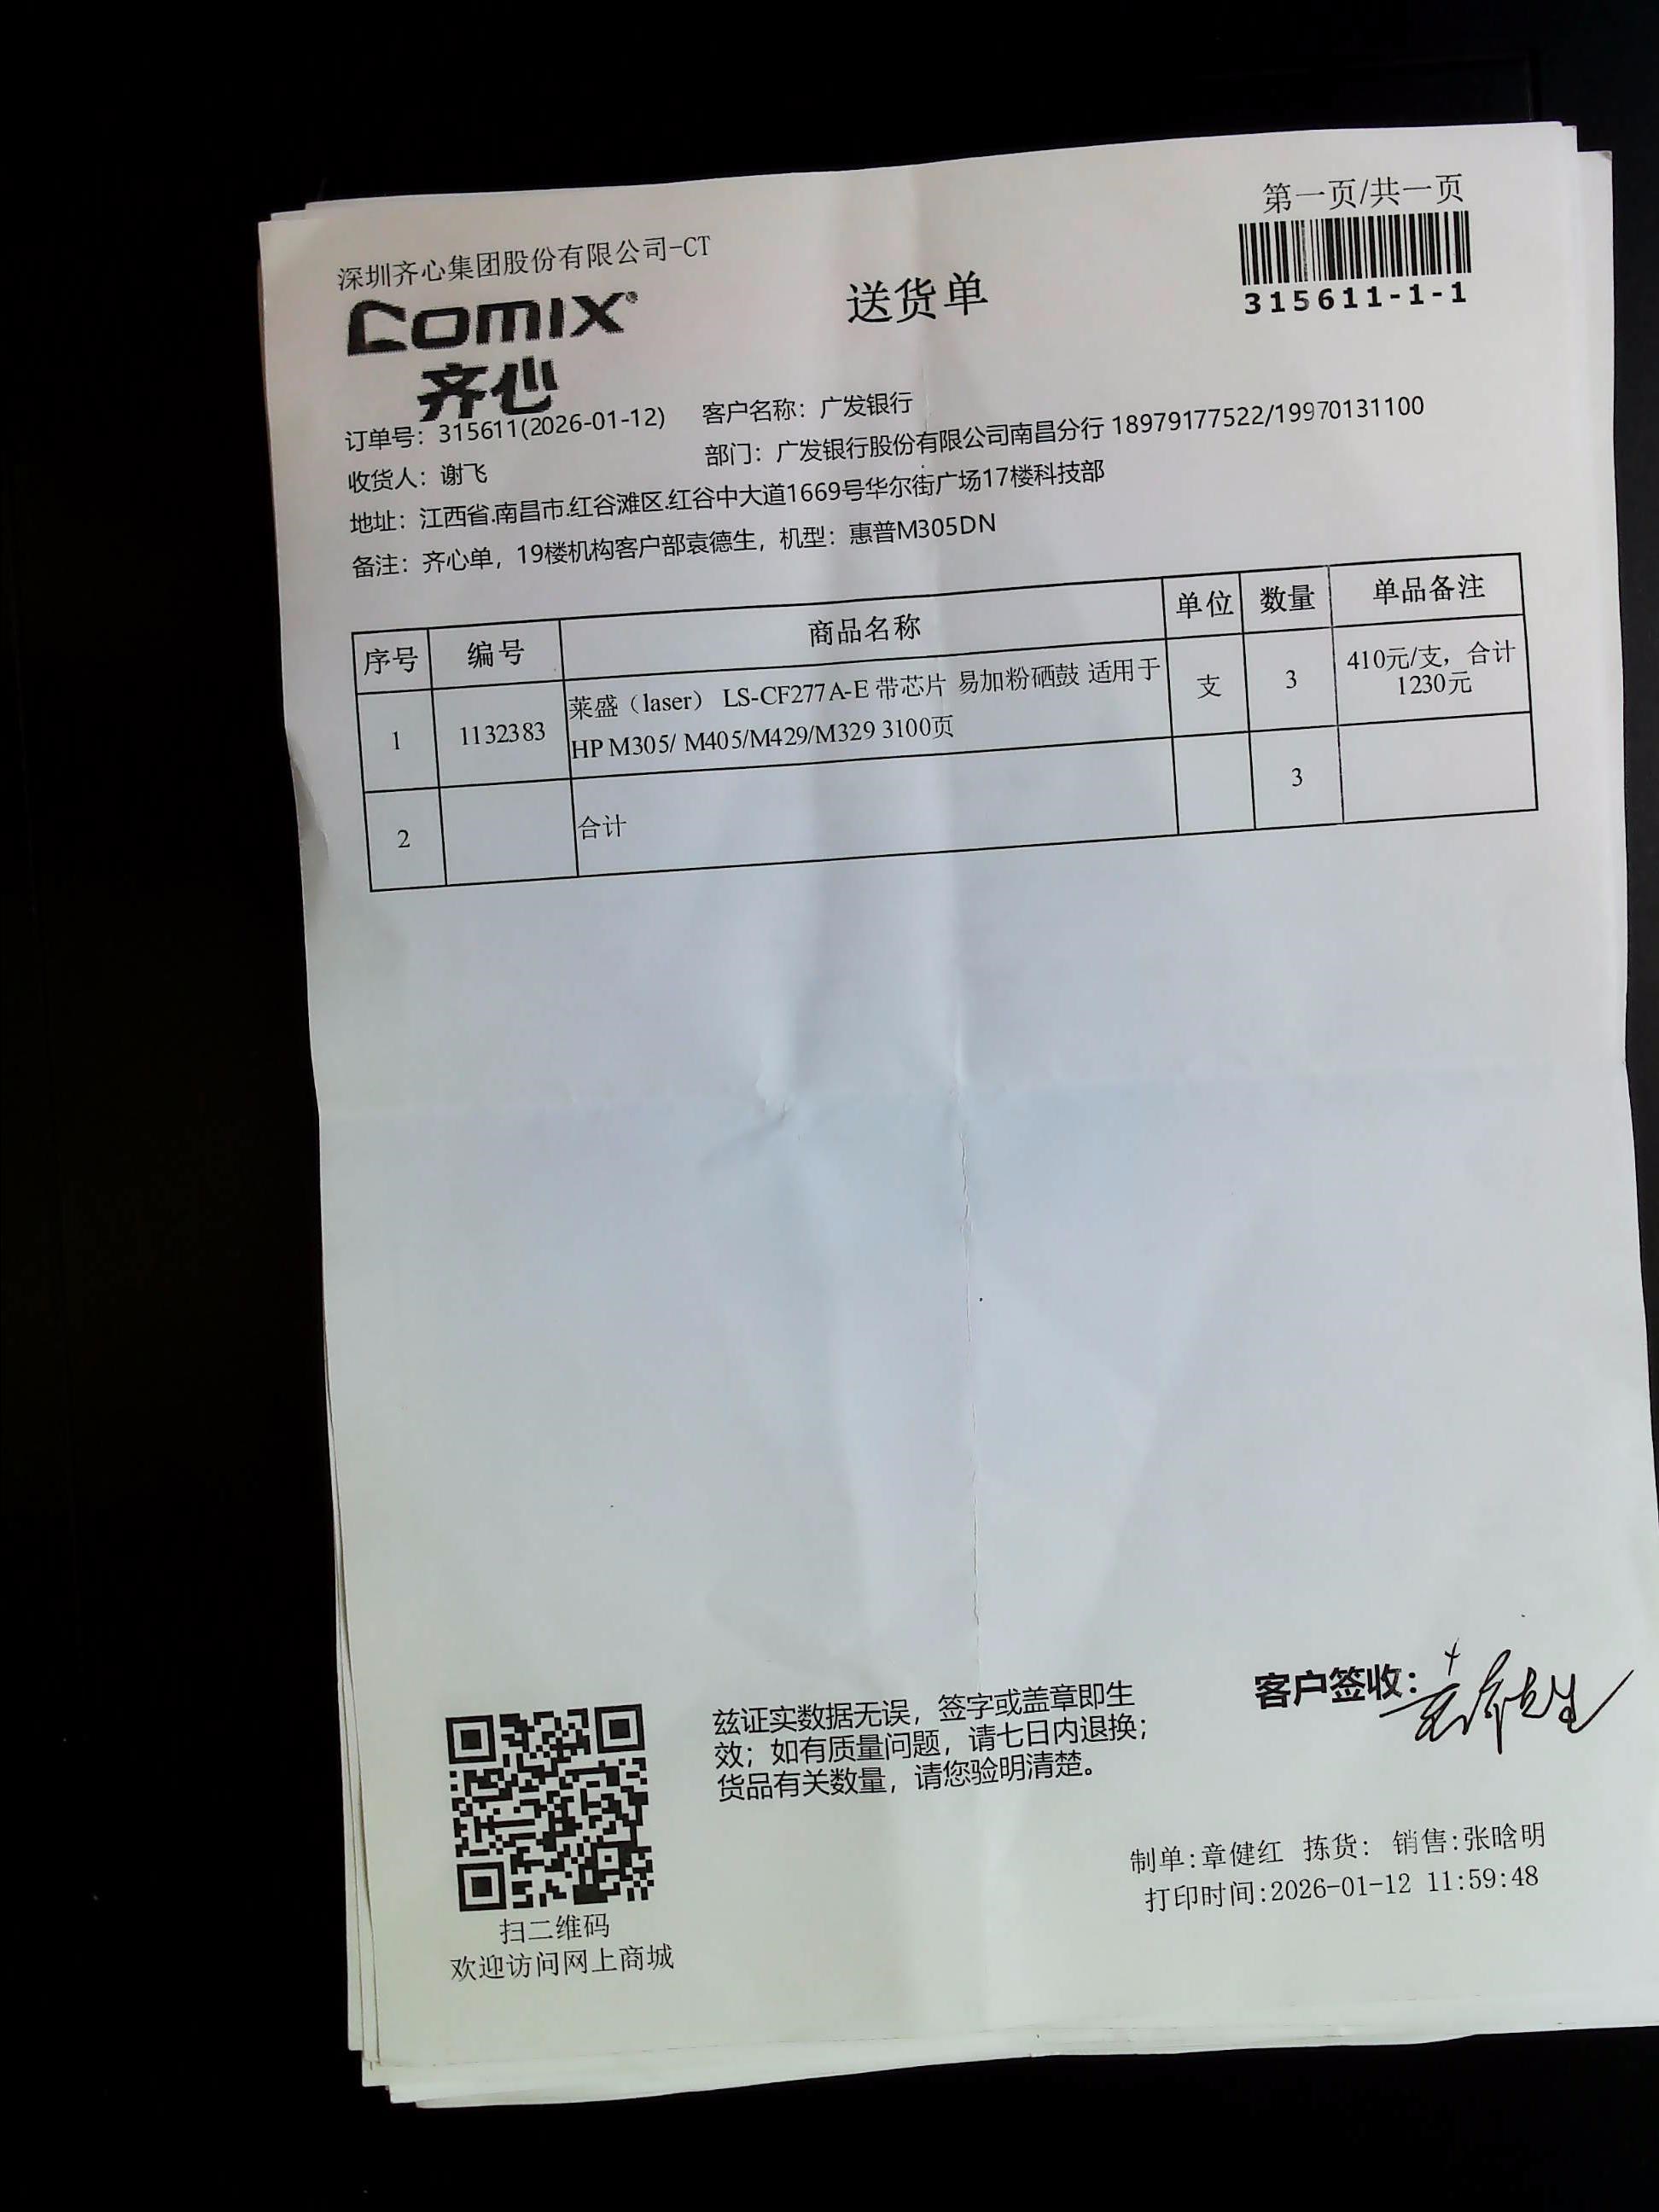 第一页/共一页
深圳齐心集团股份有限公司-CT
315611-1-1
COMIX®
齐心
送货单
订单号：315611(2026-01-12) 客户名称：广发银行
收货人：谢飞 部门：广发银行股份有限公司南昌分行 18979177522/19970131100
地址：江西省.南昌市.红谷滩区.红谷中大道1669号华尔街广场17楼科技部
备注：齐心单，19楼机构客户部袁德生，机型：惠普M305DN
序号 编号 商品名称 单位 数量 单品备注
1 1132383 莱盛（laser） LS-CF277A-E 带芯片 易加粉硒鼓 适用于 支 3 410元/支，合计
HP M305/ M405/M429/M329 3100页 1230元
2 合计 3
兹证实数据无误，签字或盖章即生
效；如有质量问题，请七日内退换；
货品有关数量，请您验明清楚。
客户签收：袁德生
制单:章健红 拣货: 销售:张晗明
打印时间:2026-01-12 11:59:48
扫二维码
欢迎访问网上商城